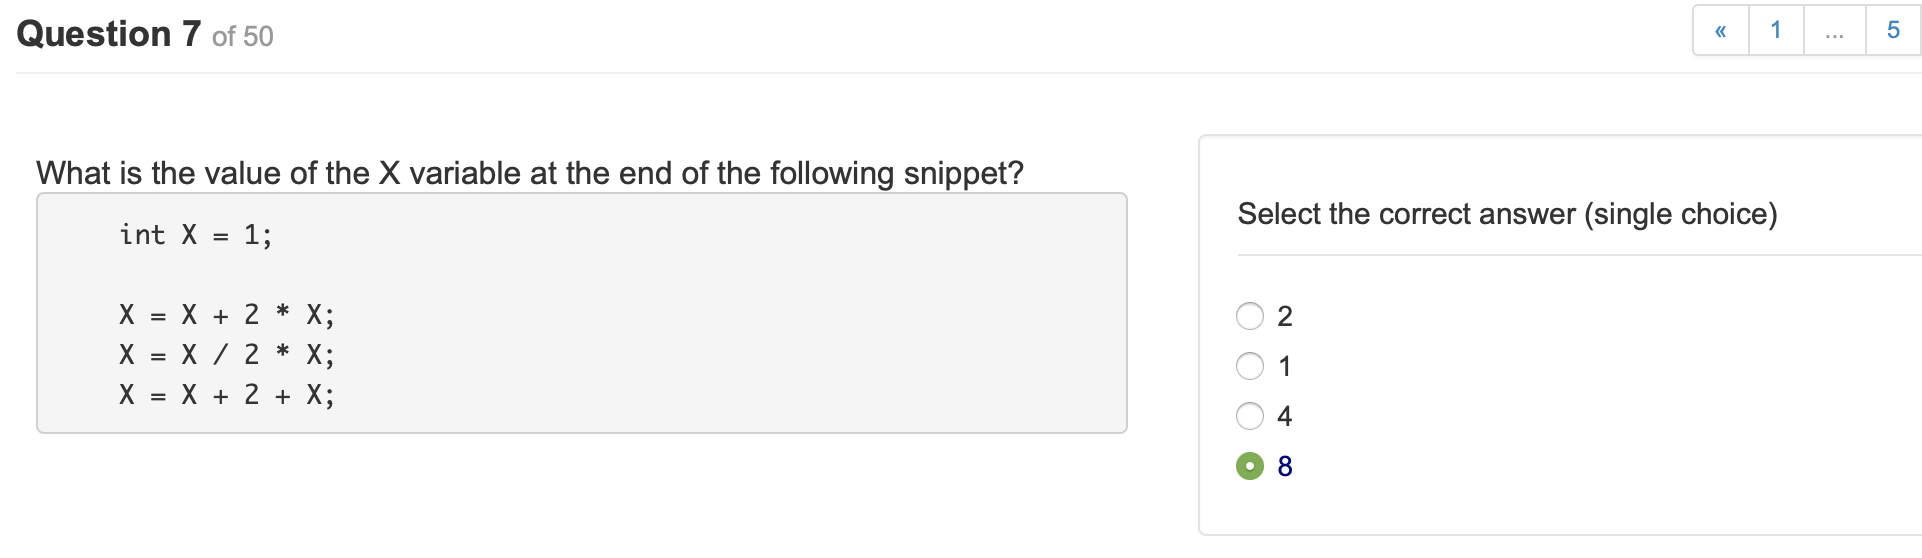 Question 7 of 50
« 1 ... 5
What is the value of the X variable at the end of the following snippet?
int X = 1;
X = X + 2 * X;
X = X / 2 * X;
X = X + 2 + X;
Select the correct answer (single choice)
2
1
4
8